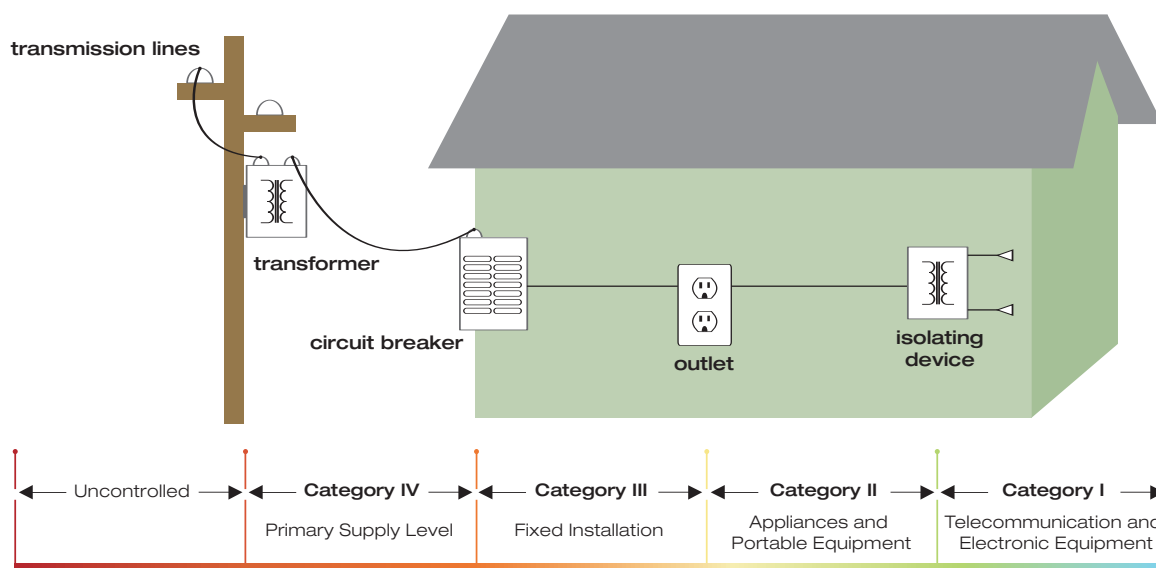 transmission lines
transformer
circuit breaker
outlet
isolating
device
Uncontrolled
Category IV
Category III
Category II
Category I
Primary Supply Level
Fixed Installation
Appliances and
Portable Equipment
Telecommunication and
Electronic Equipment